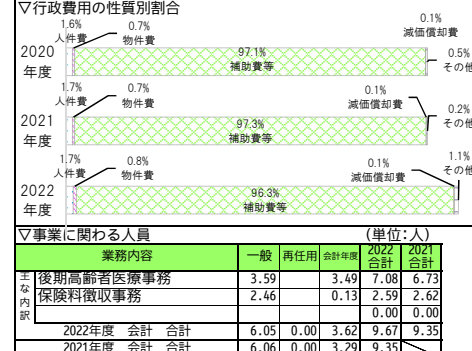 ▽行政費用の性質別割合
1.6%
人件費
0.7%
物件費
0.1%
減価償却費
2020
年度
97.1%
補助費等
0.5%
その他
1.7%
人件費
0.7%
物件費
0.1%
減価償却費
2021
年度
97.3%
補助費等
0.2%
その他
1.7%
人件費
0.8%
物件費
0.1%
減価償却費
2022
年度
96.3%
補助費等
1.1%
その他
▽事業に関わる人員 (単位:人)
業務内容 一般 再任用 会計年度 2022合計 2021合計
主な内訳
後期高齢者医療事務 3.59 3.49 7.08 6.73
保険料徴収事務 2.46 0.13 2.59 2.62
0.00 0.00
2022年度 会計 合計 6.05 0.00 3.62 9.67 9.35
2021年度 会計 合計 6.06 0.00 3.29 9.35